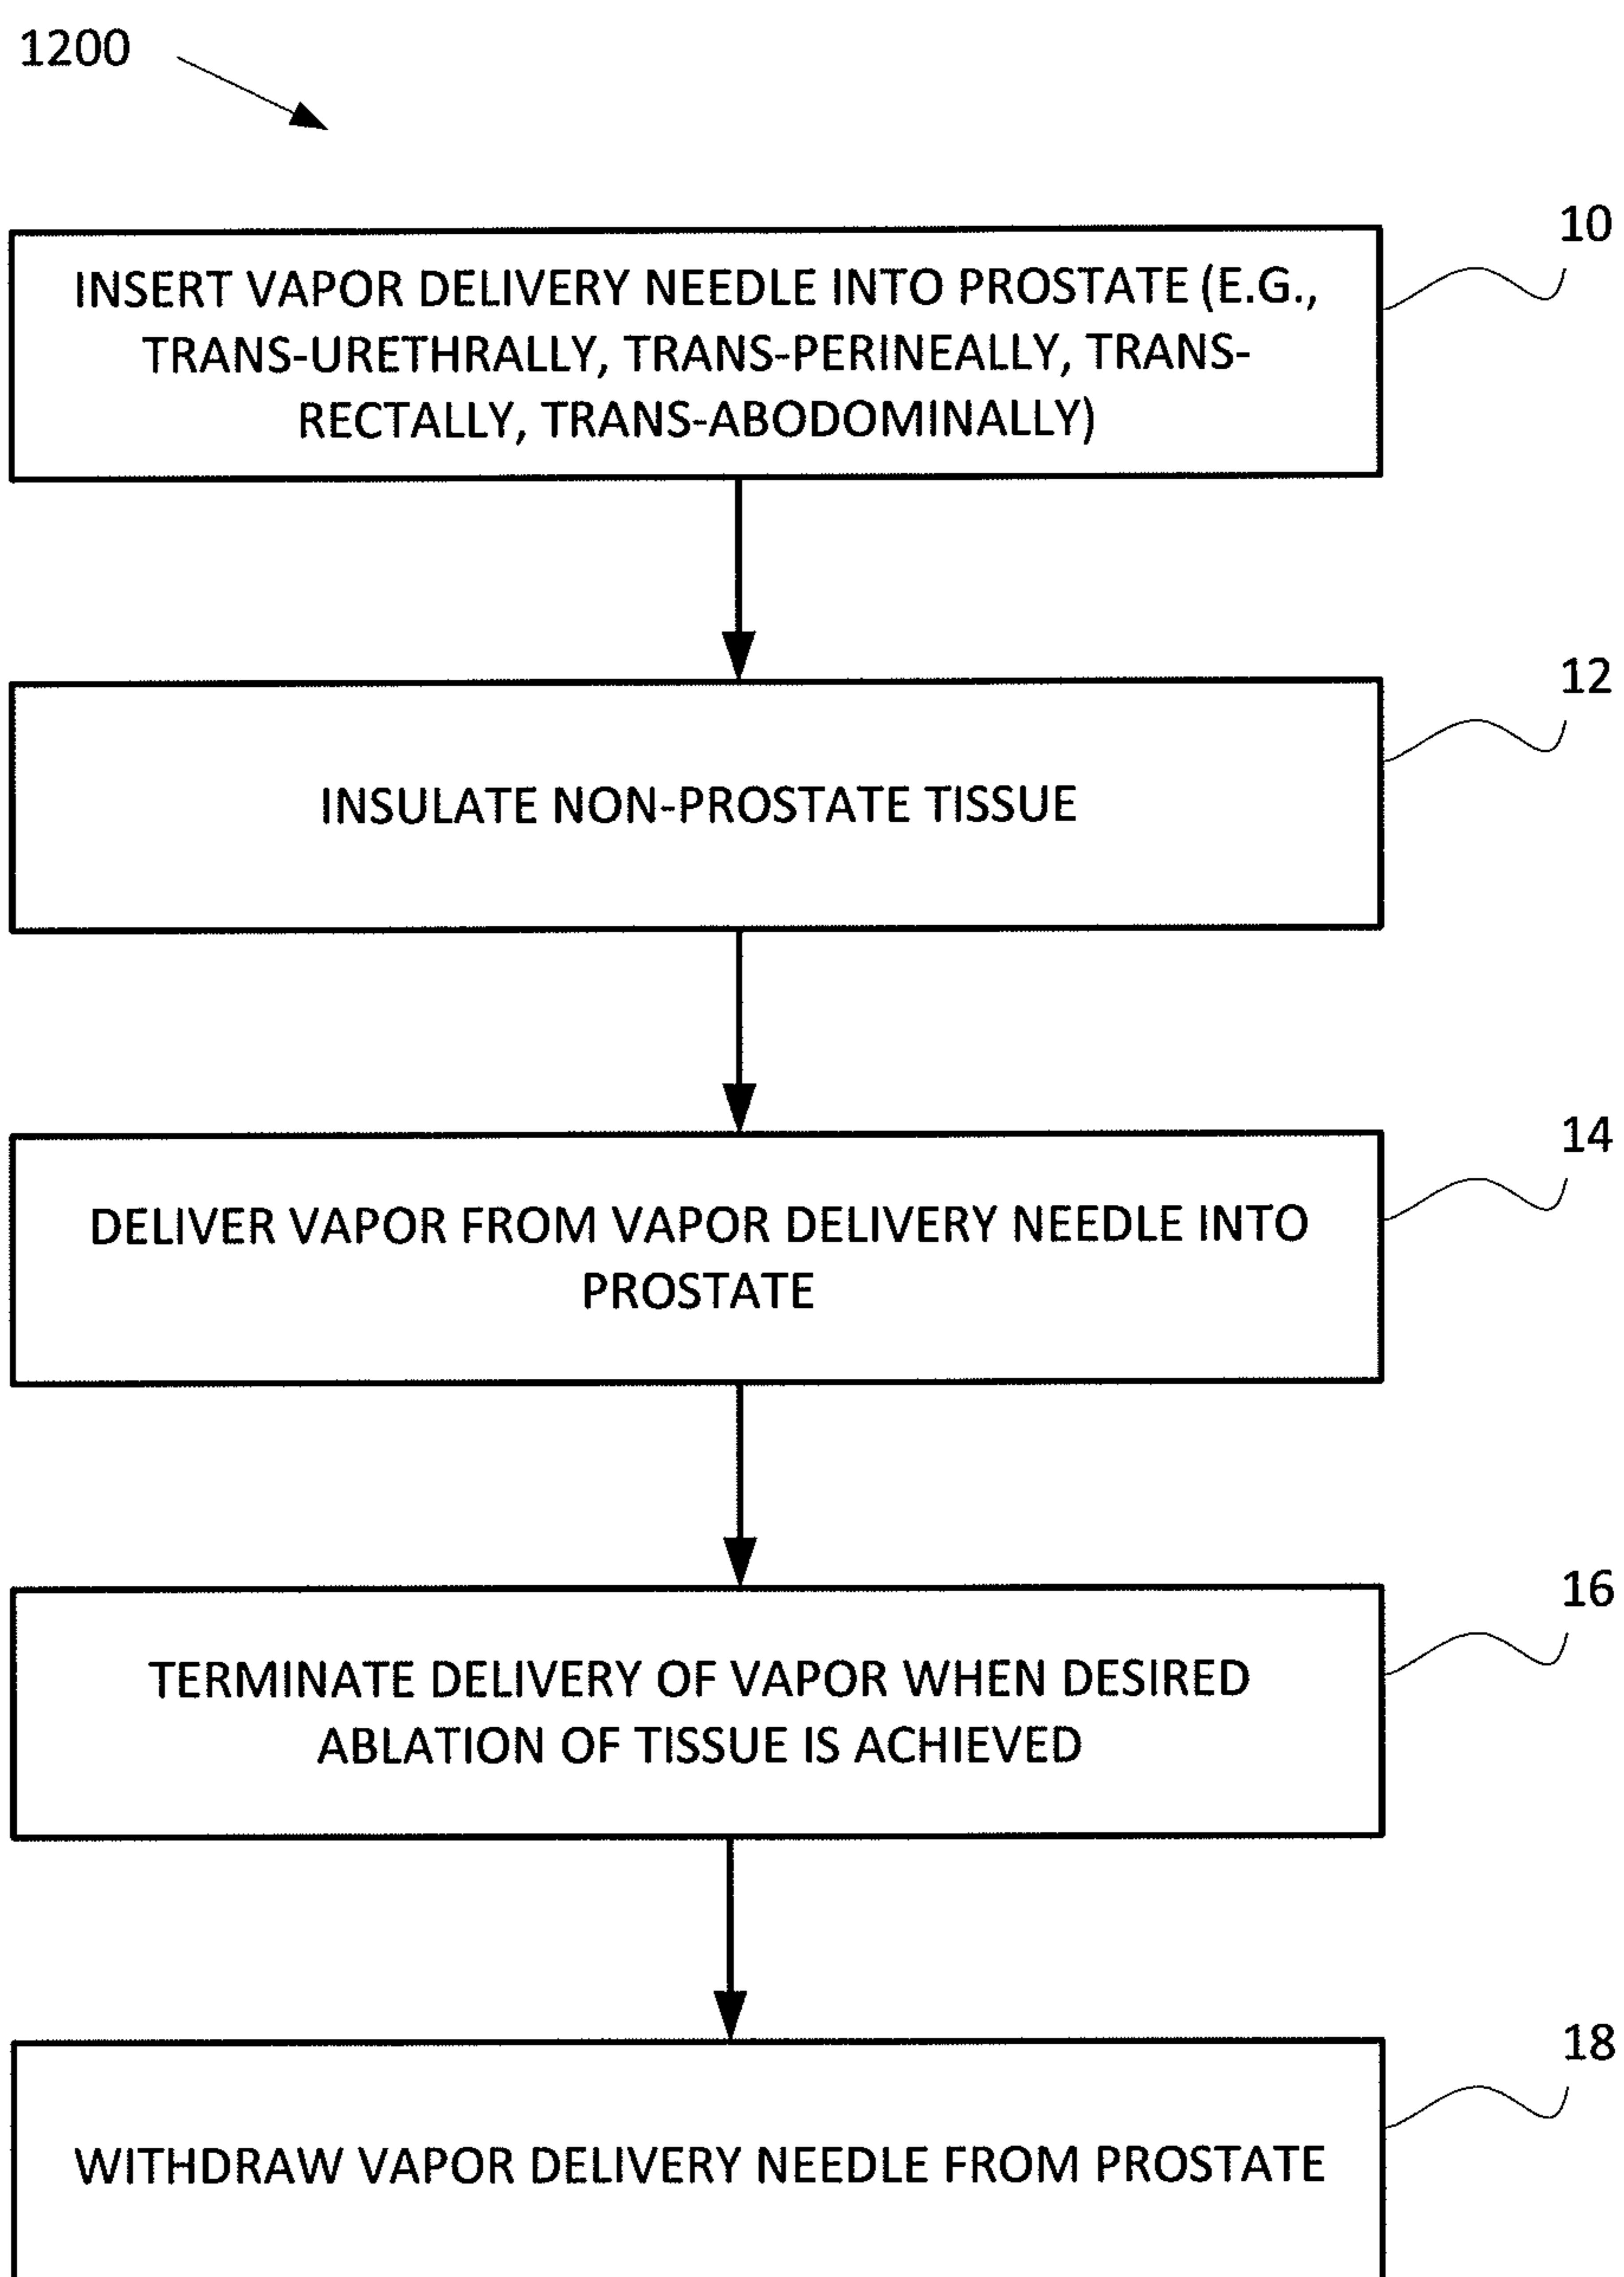 1200
10
INSERT VAPOR DELIVERY NEEDLE INTO PROSTATE (E.G.,
TRANS-URETHRALLY, TRANS-PERINEALLY, TRANS-
RECTALLY, TRANS-ABODOMINALLY)
12
INSULATE NON-PROSTATE TISSUE
14
DELIVER VAPOR FROM VAPOR DELIVERY NEEDLE INTO
PROSTATE
16
TERMINATE DELIVERY OF VAPOR WHEN DESIRED
ABLATION OF TISSUE IS ACHIEVED
18
WITHDRAW VAPOR DELIVERY NEEDLE FROM PROSTATE